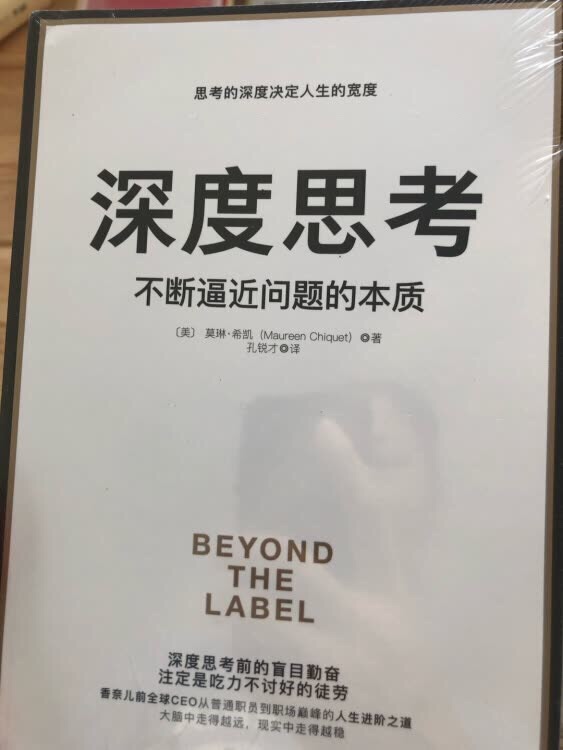 思考的深度决定人生的宽度
深度思考
不断逼近问题的本质
〔美〕 莫琳·希凯（Maureen Chiquet）◎著
孔锐才◎译
BEYOND
THE
LABEL
深度思考前的盲目勤奋
注定是吃力不讨好的徒劳
香奈儿前全球CEO从普通职员到职场巅峰的人生进阶之道
大脑中走得越远，现实中走得越稳